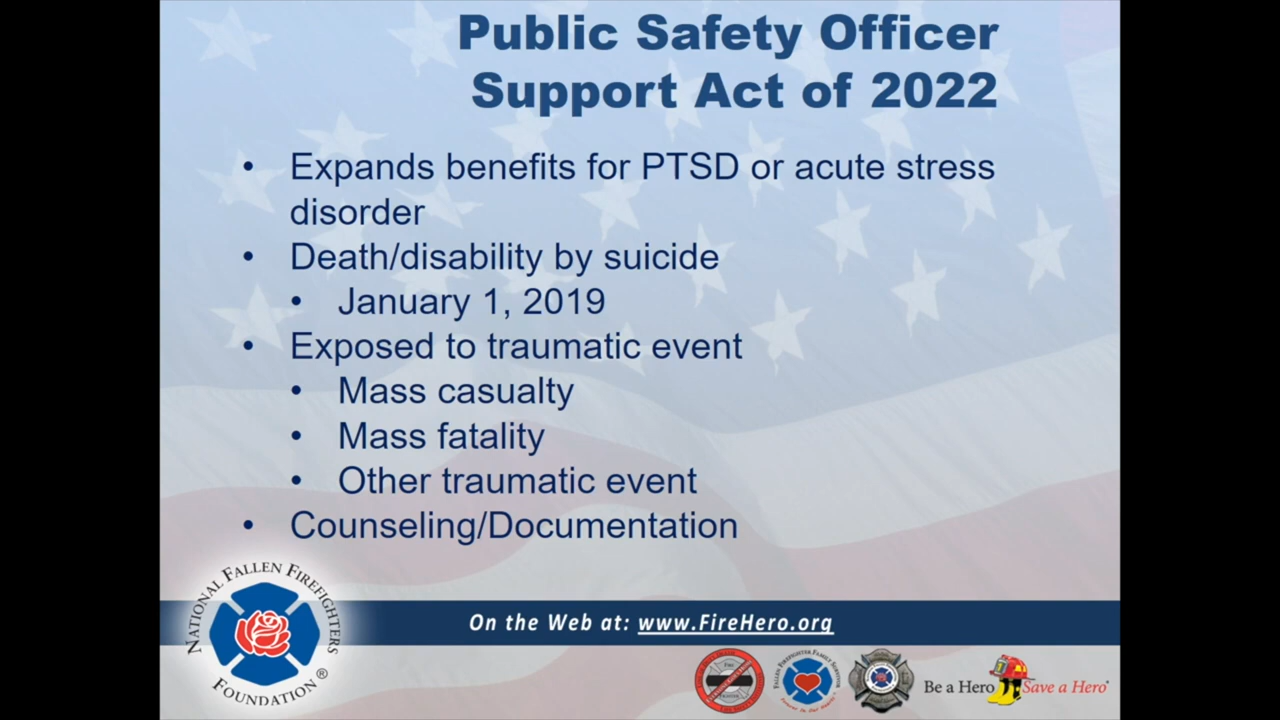 Public Safety Officer
Support Act of 2022
• Expands benefits for PTSD or acute stress
disorder
• Death/disability by suicide
• January 1, 2019
• Exposed to traumatic event
• Mass casualty
• Mass fatality
• Other traumatic event
• Counseling/Documentation
NATIONAL FALLEN FIREFIGHTERS
FOUNDATION®
On the Web at: www.FireHero.org
Be a Hero Save a Hero